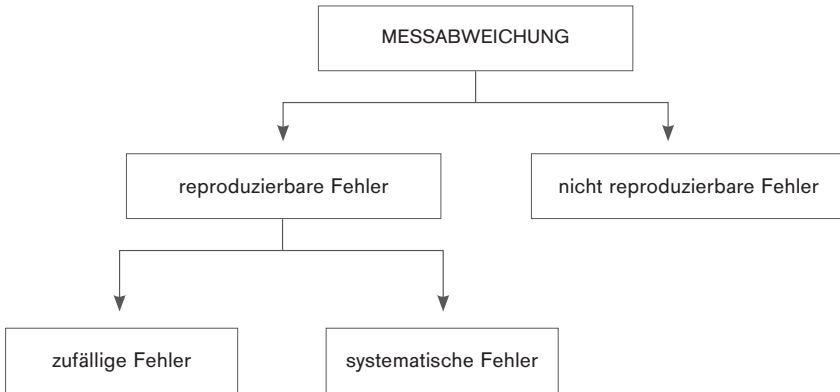 MESSABWEICHUNG
reproduzierbare Fehler
nicht reproduzierbare Fehler
zufällige Fehler
systematische Fehler